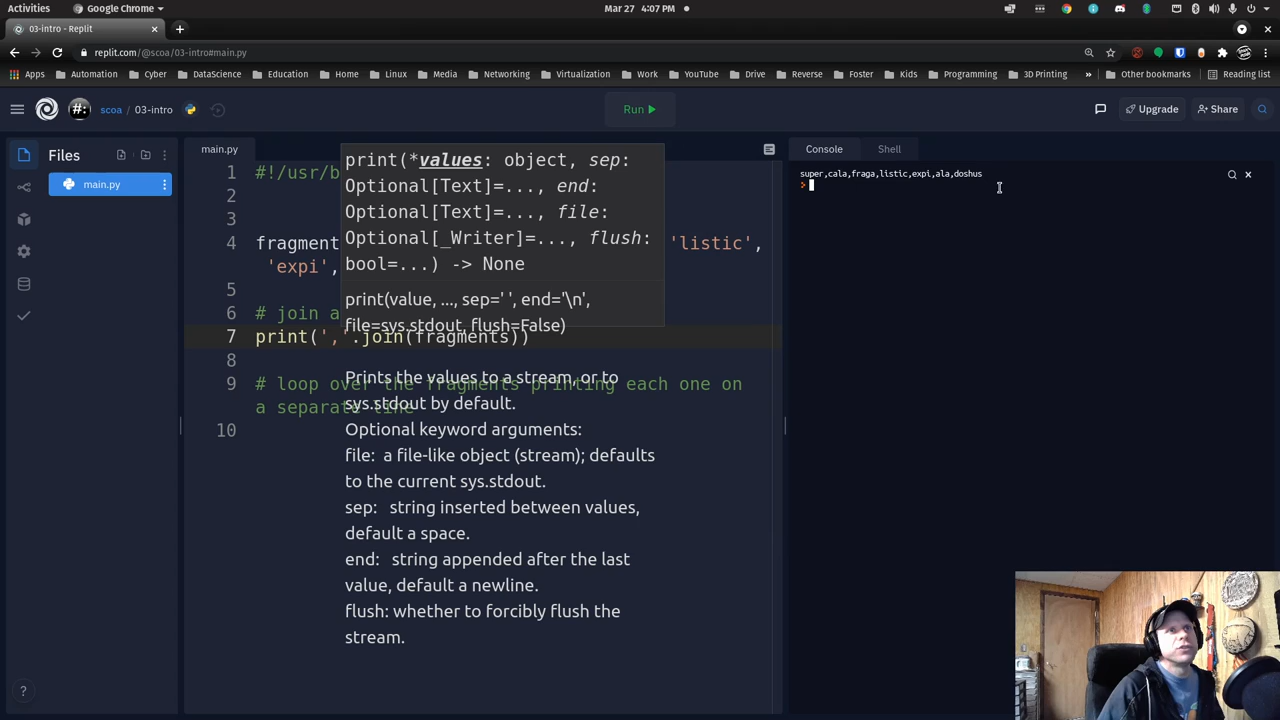 Activities
Google Chrome
Mar 27 4:07 PM
03-intro - Replit
replit.com/@scoa/03-intro#main.py
Apps Automation Cyber DataScience Education Home Linux Media Networking Virtualization Work YouTube Drive Reverse Foster Kids Programming 3D Printing » Other bookmarks Reading list
#: scoa / 03-intro
Run
Upgrade
Share
Files
main.py
main.py
Console
Shell
1 #!/usr/b
2
3
4 fragment 'listic',
'expi',
5
6 # join a
7 print(','.join(fragments))
8
9 # loop over the fragments printing each one on
a separate line
10
print(*values: object, sep:
Optional[Text]=..., end:
Optional[Text]=..., file:
Optional[_Writer]=..., flush:
bool=...) -> None
print(value, ..., sep=' ', end='\n',
file=sys.stdout, flush=False)
Prints the values to a stream, or to
sys.stdout by default.
Optional keyword arguments:
file: a file-like object (stream); defaults
to the current sys.stdout.
sep: string inserted between values,
default a space.
end: string appended after the last
value, default a newline.
flush: whether to forcibly flush the
stream.
super,cala,fraga,listic,expi,ala,doshus
>
?